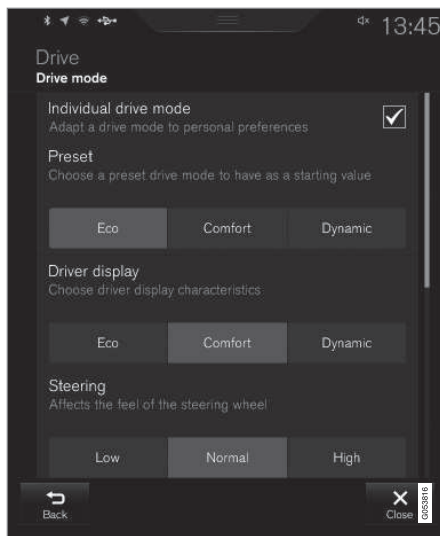 13:45
Drive
Drive mode
Individual drive mode
Adapt a drive mode to personal preferences
Preset
Choose a preset drive mode to have as a starting value
Eco Comfort Dynamic
Driver display
Choose driver display characteristics
Eco Comfort Dynamic
Steering
Affects the feel of the steering wheel
Low Normal High
Back Close
G053816